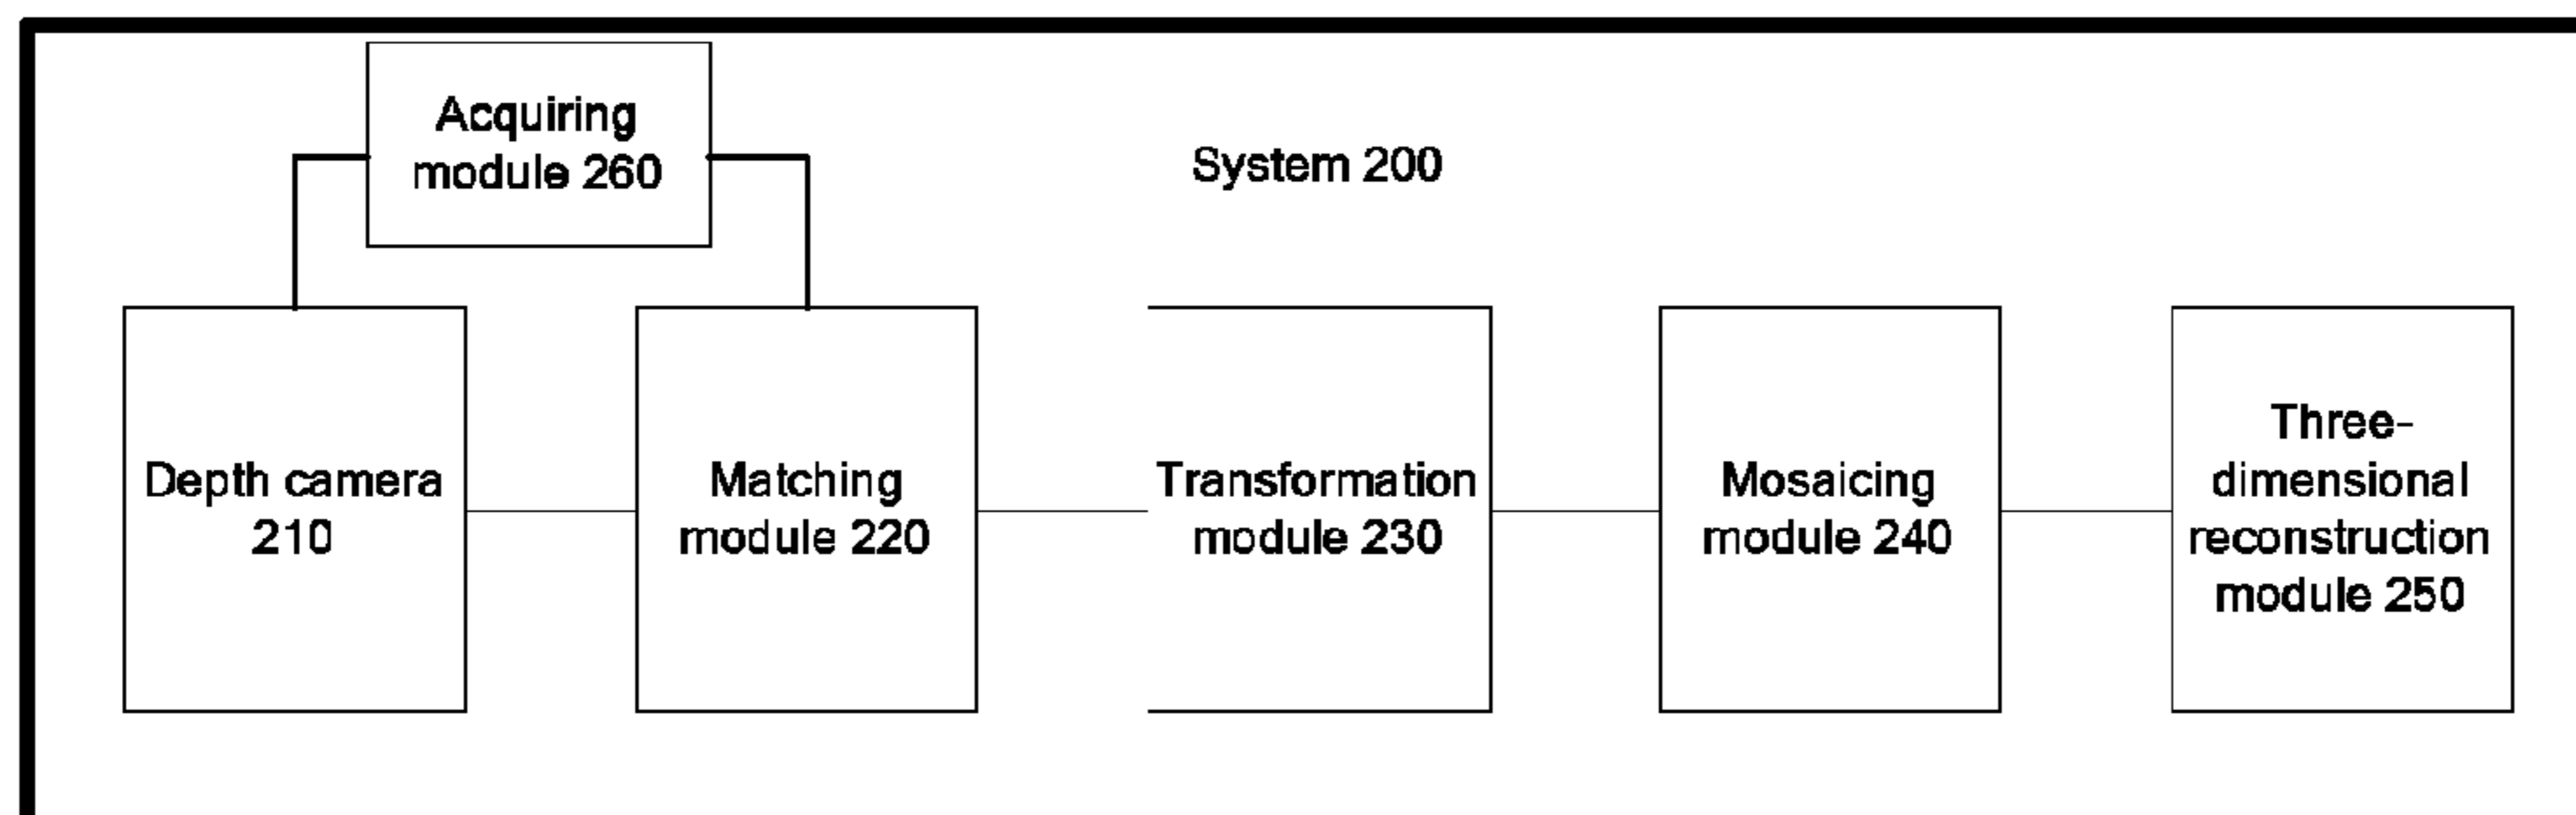 Acquiring
module 260
System 200
Depth camera
210
Matching
module 220
Transformation
module 230
Mosaicing
module 240
Three-
dimensional
reconstruction
module 250